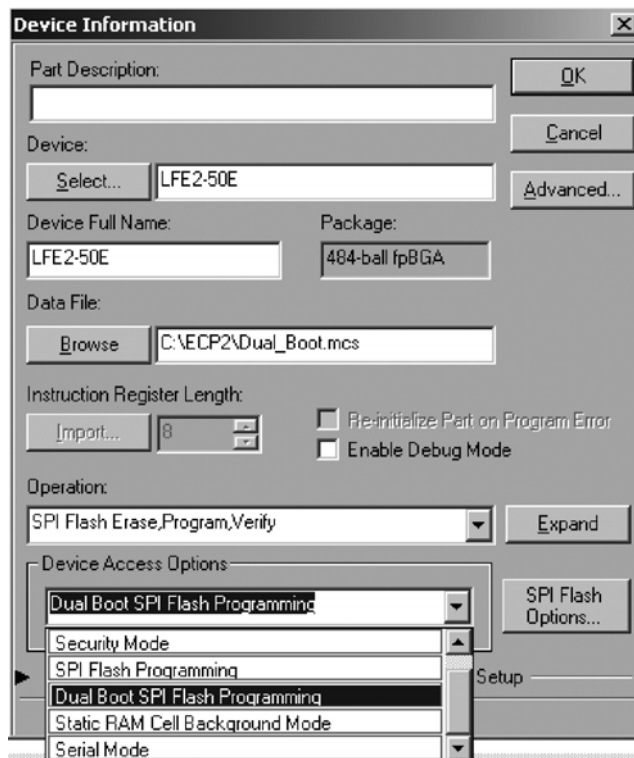 Device Information
Part Description:
OK
Device:
Cancel
Select...
LFE2-50E
Advanced...
Device Full Name:
Package:
LFE2-50E
484-ball fpBGA
Data File:
Browse
C:\ECP2\Dual_Boot.mcs
Instruction Register Length:
Import...
8
Re-initialize Part on Program Error
Enable Debug Mode
Operation:
SPI Flash Erase,Program,Verify
Expand
Device Access Options
Dual Boot SPI Flash Programming
SPI Flash
Options...
Security Mode
SPI Flash Programming
Setup
Dual Boot SPI Flash Programming
Static RAM Cell Background Mode
Serial Mode